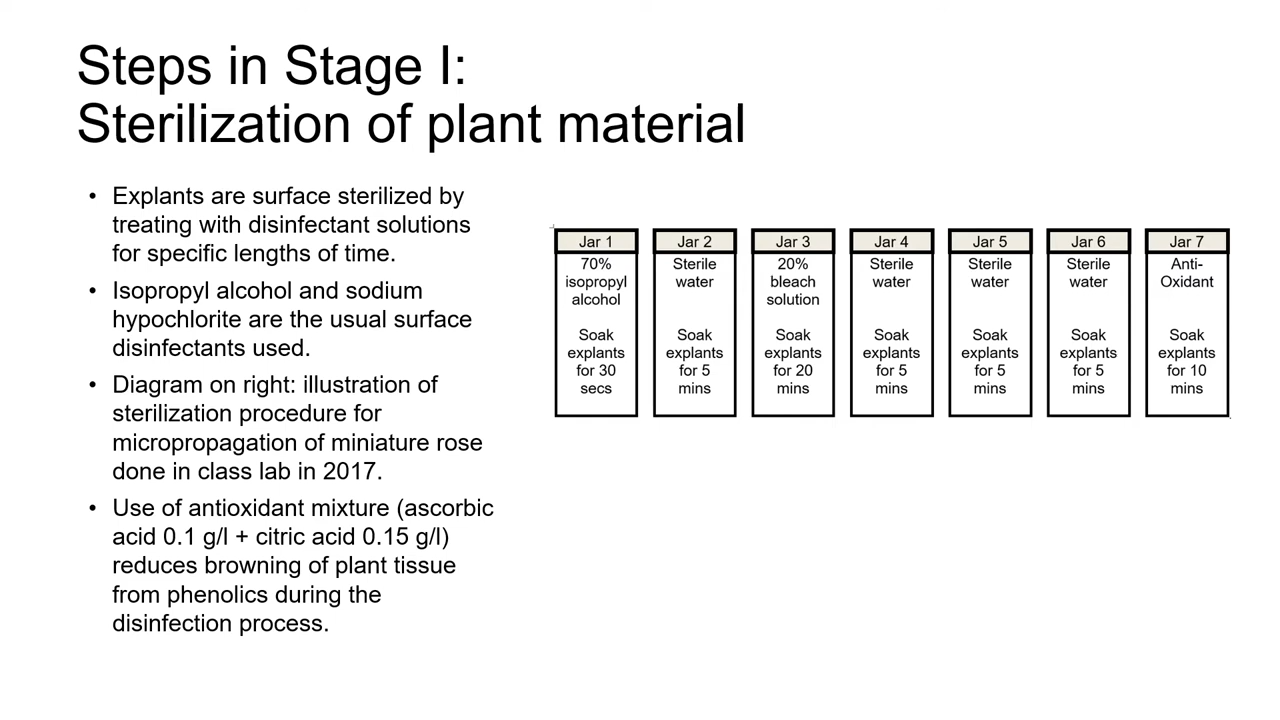 Steps in Stage I:
Sterilization of plant material
• Explants are surface sterilized by
treating with disinfectant solutions
for specific lengths of time.
• Isopropyl alcohol and sodium
hypochlorite are the usual surface
disinfectants used.
• Diagram on right: illustration of
sterilization procedure for
micropropagation of miniature rose
done in class lab in 2017.
• Use of antioxidant mixture (ascorbic
acid 0.1 g/l + citric acid 0.15 g/l)
reduces browning of plant tissue
from phenolics during the
disinfection process.
Jar 1
70%
isopropyl
alcohol
Soak
explants
for 30
secs
Jar 2
Sterile
water
Soak
explants
for 5
mins
Jar 3
20%
bleach
solution
Soak
explants
for 20
mins
Jar 4
Sterile
water
Soak
explants
for 5
mins
Jar 5
Sterile
water
Soak
explants
for 5
mins
Jar 6
Sterile
water
Soak
explants
for 5
mins
Jar 7
Anti-
Oxidant
Soak
explants
for 10
mins